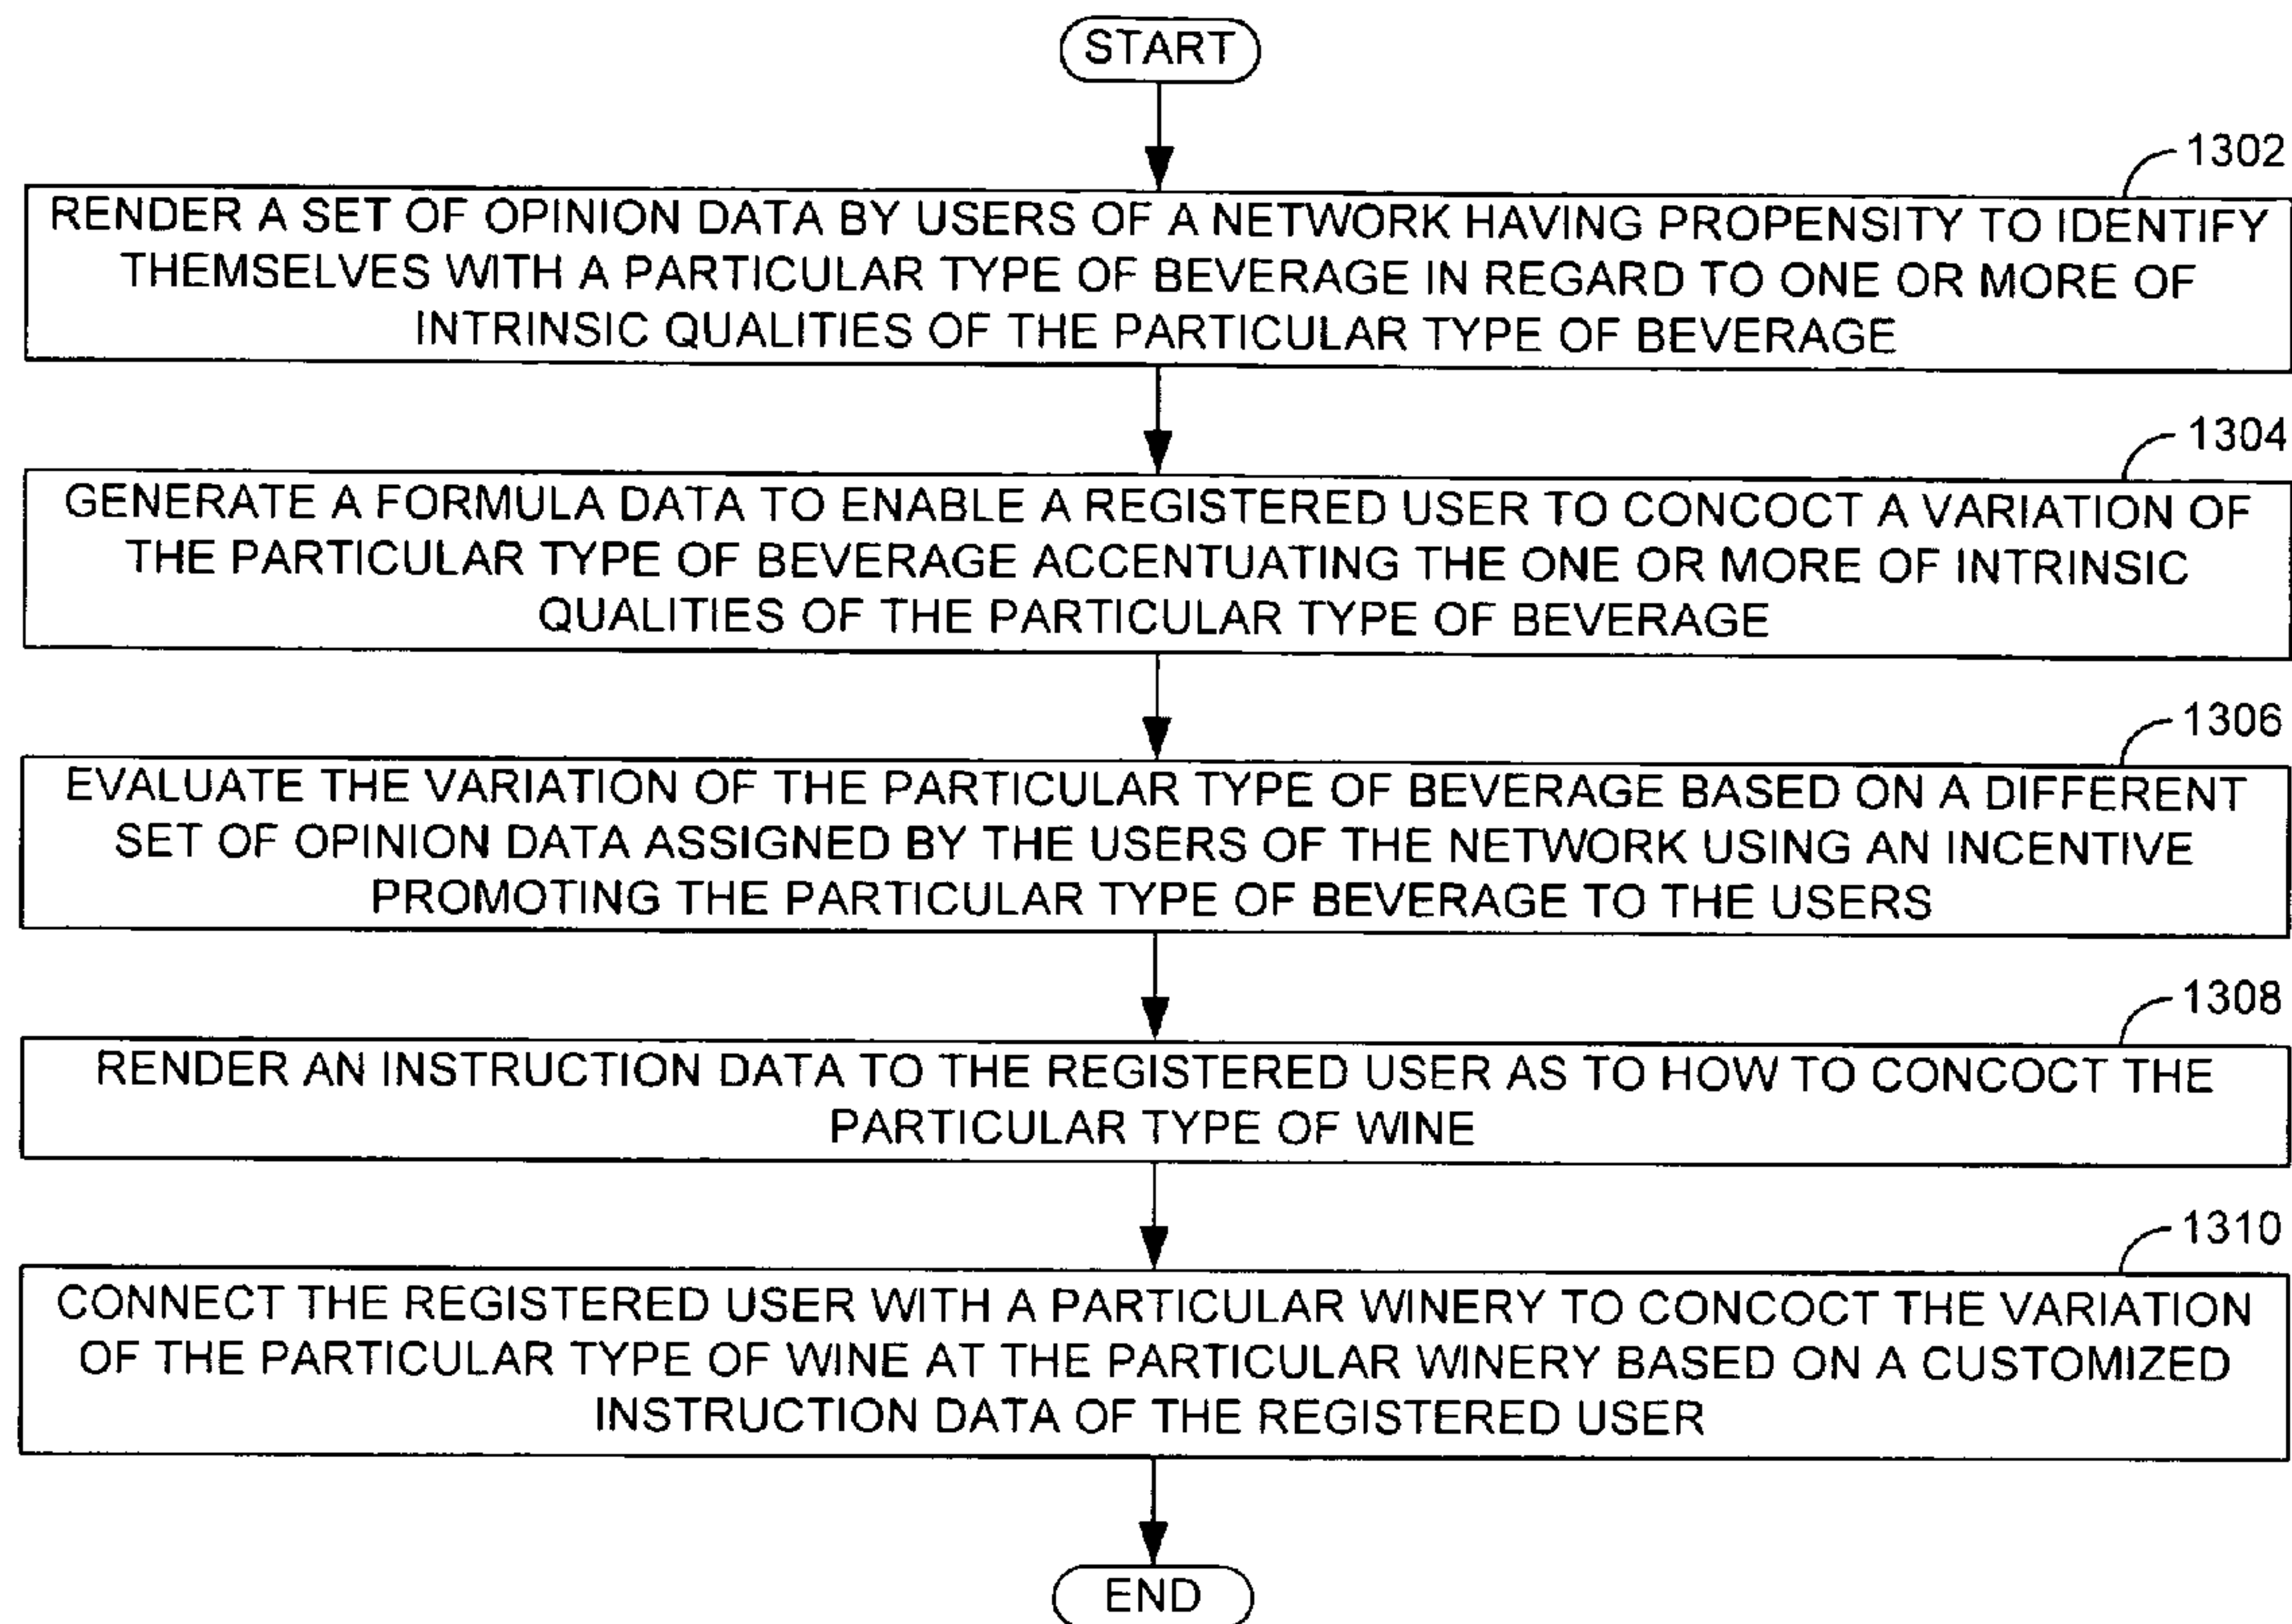 START
1302
RENDER A SET OF OPINION DATA BY USERS OF A NETWORK HAVING PROPENSITY TO IDENTIFY
THEMSELVES WITH A PARTICULAR TYPE OF BEVERAGE IN REGARD TO ONE OR MORE OF
INTRINSIC QUALITIES OF THE PARTICULAR TYPE OF BEVERAGE
1304
GENERATE A FORMULA DATA TO ENABLE A REGISTERED USER TO CONCOCT A VARIATION OF
THE PARTICULAR TYPE OF BEVERAGE ACCENTUATING THE ONE OR MORE OF INTRINSIC
QUALITIES OF THE PARTICULAR TYPE OF BEVERAGE
1306
EVALUATE THE VARIATION OF THE PARTICULAR TYPE OF BEVERAGE BASED ON A DIFFERENT
SET OF OPINION DATA ASSIGNED BY THE USERS OF THE NETWORK USING AN INCENTIVE
PROMOTING THE PARTICULAR TYPE OF BEVERAGE TO THE USERS
1308
RENDER AN INSTRUCTION DATA TO THE REGISTERED USER AS TO HOW TO CONCOCT THE
PARTICULAR TYPE OF WINE
1310
CONNECT THE REGISTERED USER WITH A PARTICULAR WINERY TO CONCOCT THE VARIATION
OF THE PARTICULAR TYPE OF WINE AT THE PARTICULAR WINERY BASED ON A CUSTOMIZED
INSTRUCTION DATA OF THE REGISTERED USER
END